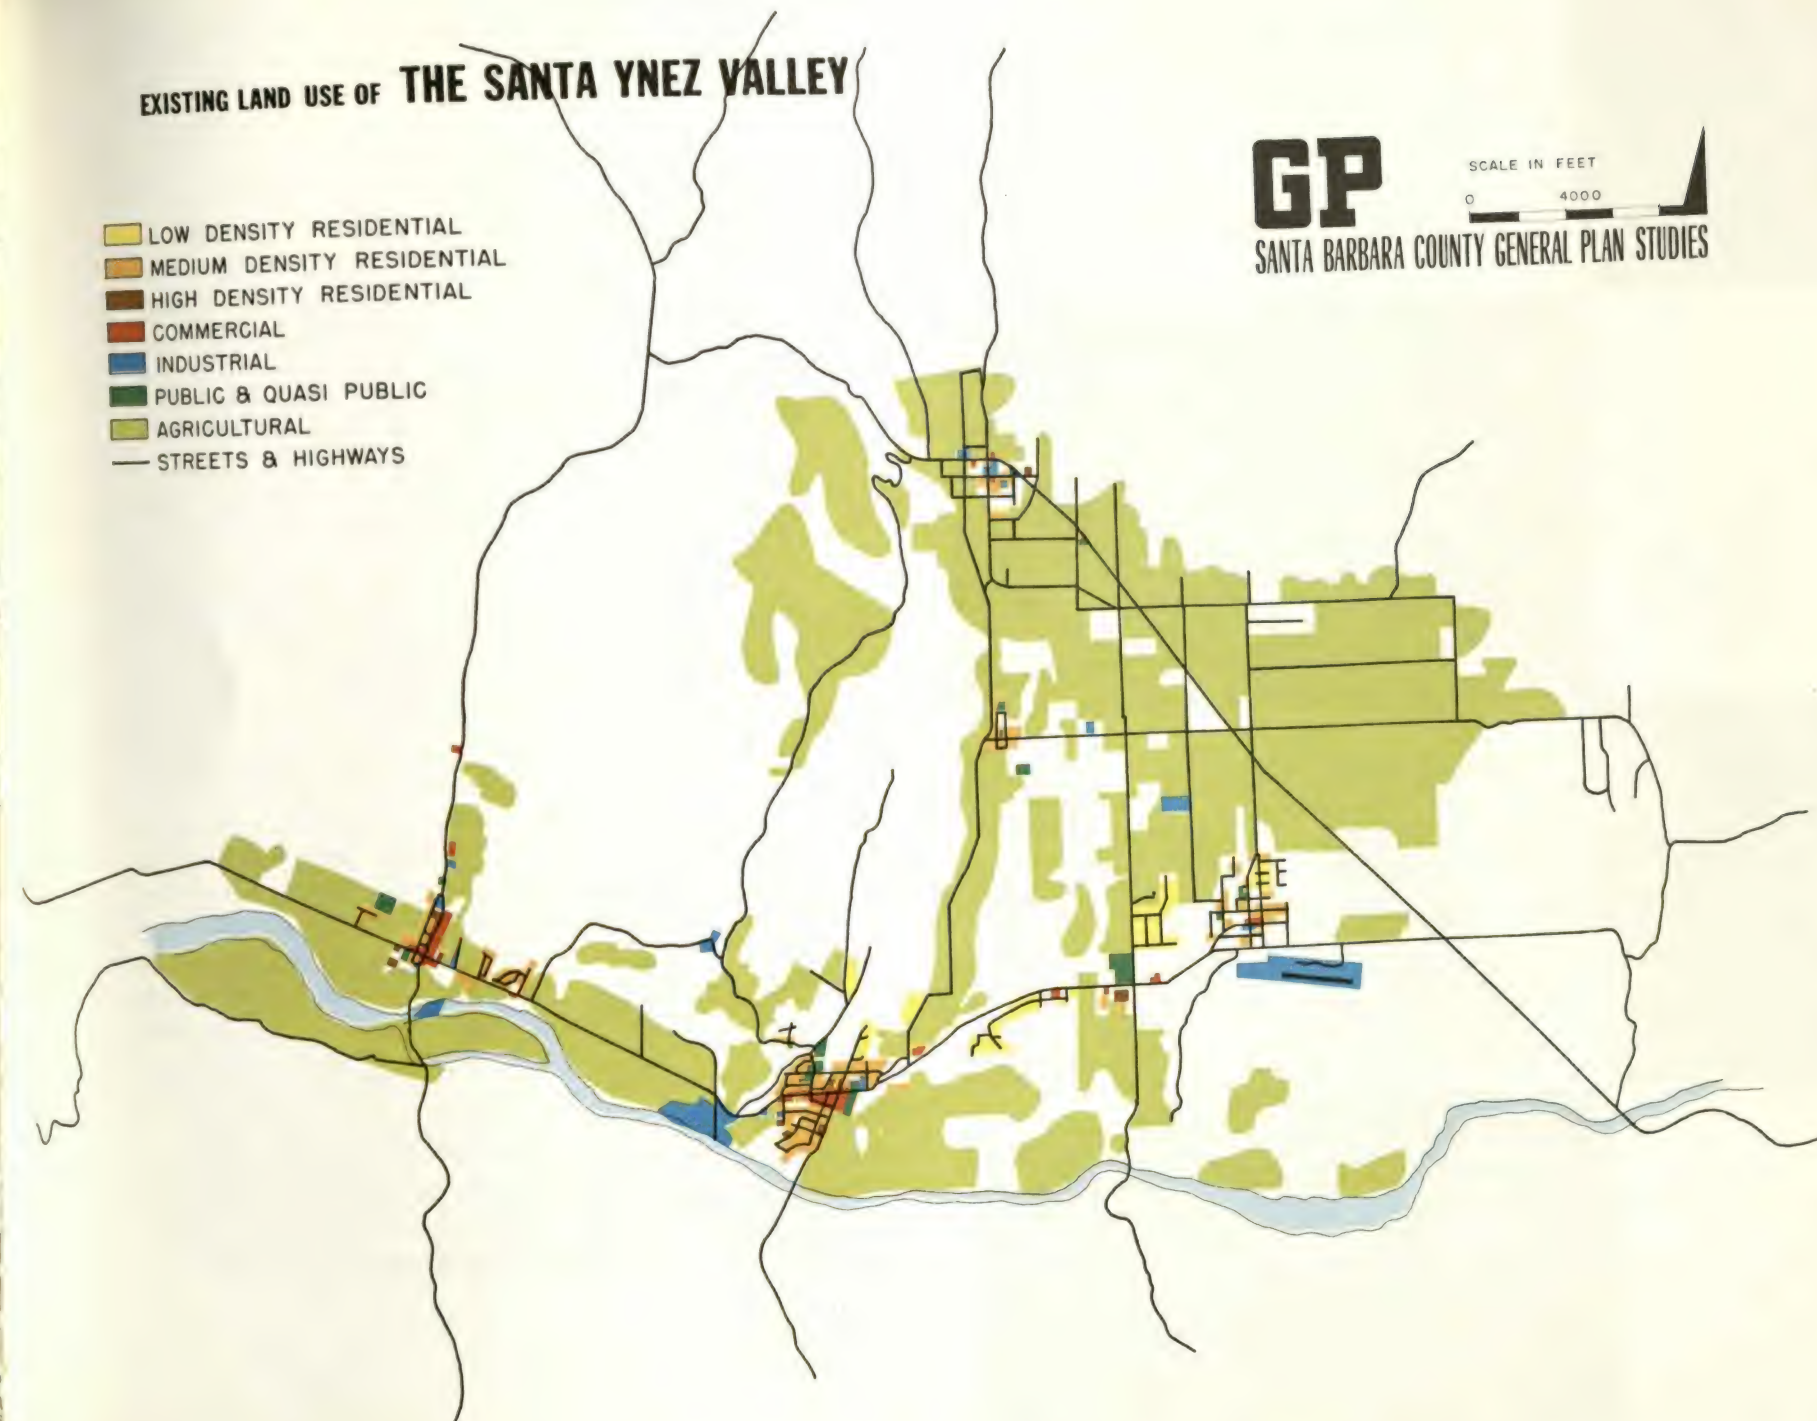 EXISTING LAND USE OF THE SANTA YNEZ VALLEY
GP
SCALE IN FEET
0 4000
SANTA BARBARA COUNTY GENERAL PLAN STUDIES
LOW DENSITY RESIDENTIAL
MEDIUM DENSITY RESIDENTIAL
HIGH DENSITY RESIDENTIAL
COMMERCIAL
INDUSTRIAL
PUBLIC & QUASI PUBLIC
AGRICULTURAL
STREETS & HIGHWAYS